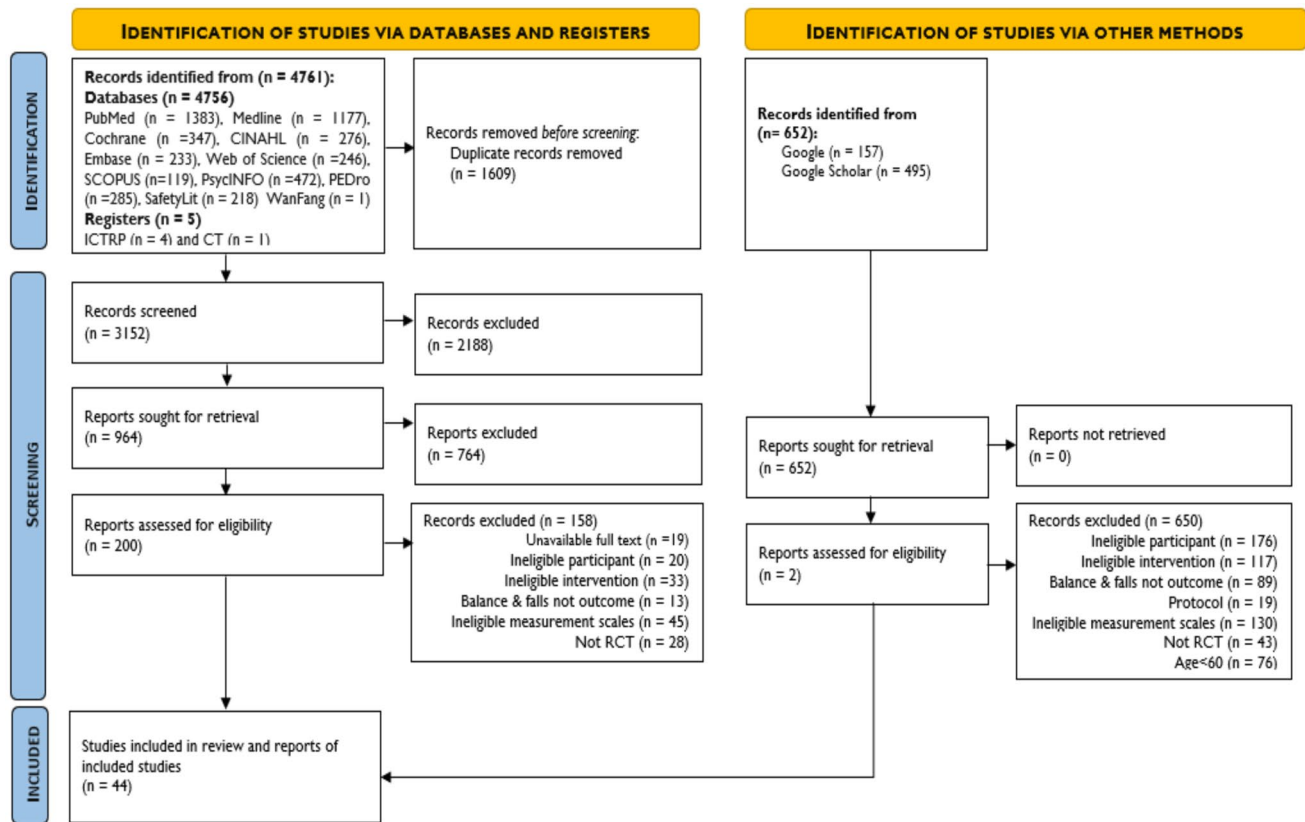 IDENTIFICATION OF STUDIES VIA DATABASES AND REGISTERS
IDENTIFICATION OF STUDIES VIA OTHER METHODS
IDENTIFICATION
Records identified from (n = 4761):
Databases (n = 4756)
PubMed (n = 1383), Medline (n = 1177),
Cochrane (n =347), CINAHL (n = 276),
Embase (n = 233), Web of Science (n =246),
SCOPUS (n=119), PsycINFO (n =472), PEDro
(n =285), SafetyLit (n = 218) WanFang (n = 1)
Registers (n = 5)
ICTRP (n = 4) and CT (n = 1)
Records removed before screening:
Duplicate records removed
(n = 1609)
Records identified from
(n= 652):
Google (n = 157)
Google Scholar (n = 495)
SCREENING
Records screened
(n = 3152)
Records excluded
(n = 2188)
Reports sought for retrieval
(n = 964)
Reports excluded
(n = 764)
Reports sought for retrieval
(n = 652)
Reports not retrieved
(n = 0)
Reports assessed for eligibility
(n = 200)
Records excluded (n = 158)
Unavailable full text (n =19)
Ineligible participant (n = 20)
Ineligible intervention (n =33)
Balance & falls not outcome (n = 13)
Ineligible measurement scales (n = 45)
Not RCT (n = 28)
Reports assessed for eligibility
(n = 2)
Records excluded (n = 650)
Ineligible participant (n = 176)
Ineligible intervention (n = 117)
Balance & falls not outcome (n = 89)
Protocol (n = 19)
Ineligible measurement scales (n = 130)
Not RCT (n = 43)
Age<60 (n = 76)
INCLUDED
Studies included in review and reports of
included studies
(n = 44)